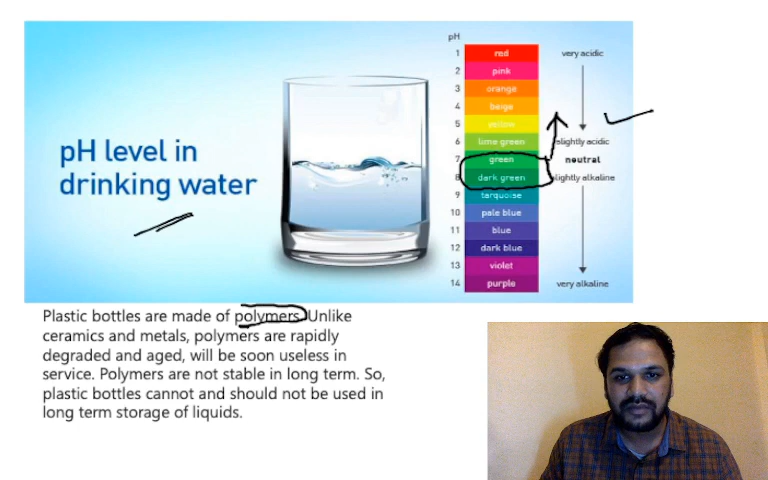 pH level in
drinking water
pH
1 red very acidic
2 pink
3 orange
4 beige
5 yellow
6 lime green slightly acidic
7 green neutral
8 dark green slightly alkaline
9 tarquoise
10 pale blue
11 blue
12 dark blue
13 violet
14 purple very alkaline
Plastic bottles are made of polymers. Unlike
ceramics and metals, polymers are rapidly
degraded and aged, will be soon useless in
service. Polymers are not stable in long term. So,
plastic bottles cannot and should not be used in
long term storage of liquids.